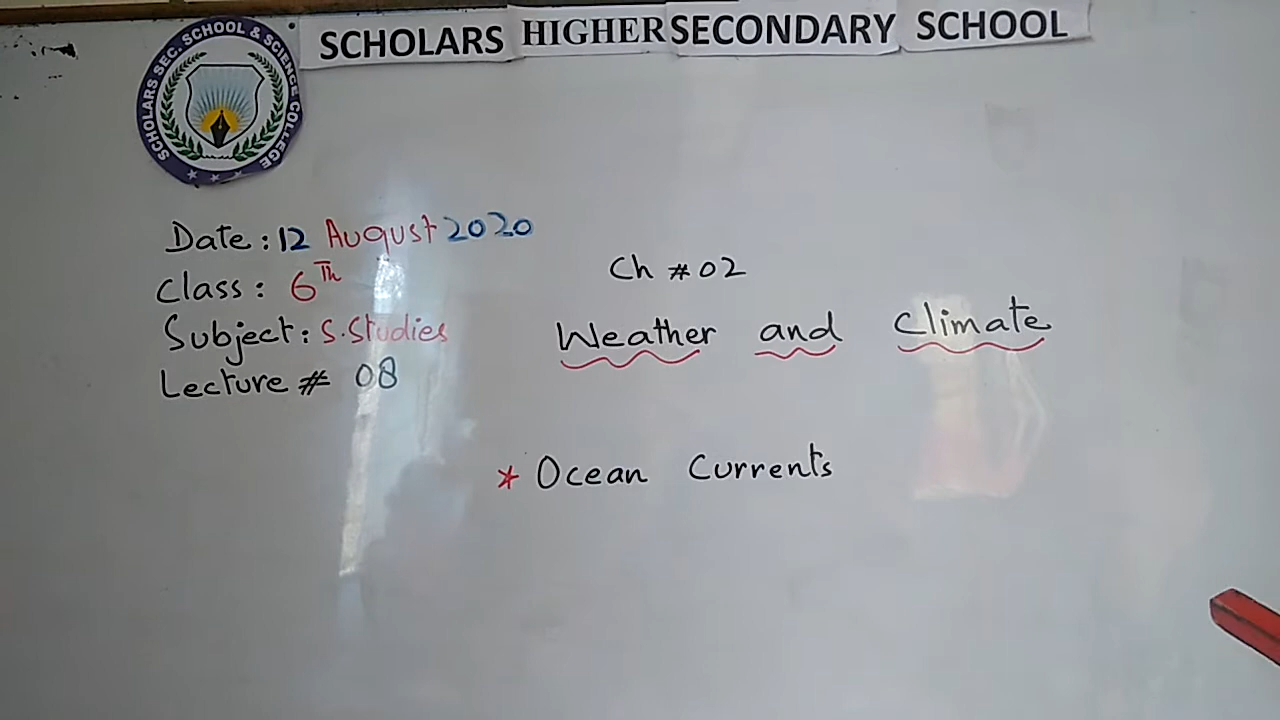 SCHOLARS HIGHER SECONDARY SCHOOL
SCHOLARS SEC. SCHOOL & SCIENCE COLLEGE
Date: 12 August 2020
Class: 6Th
Subject: S.Studies
Lecture # 08
Ch # 02
Weather and Climate
* Ocean Currents